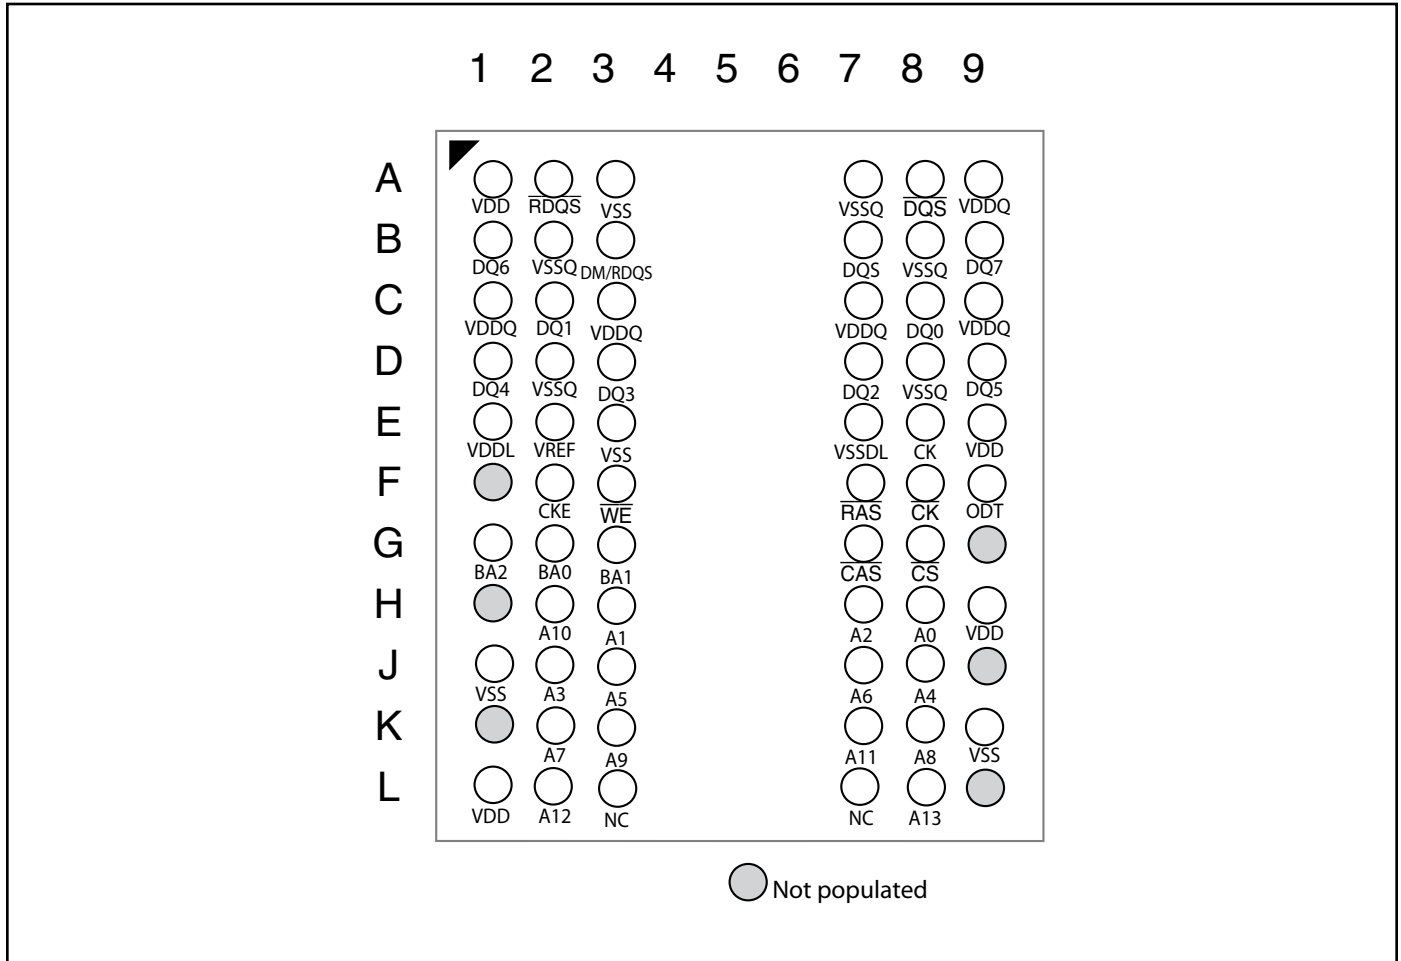 1 2 3 4 5 6 7 8 9
A
VDD RDQS VSS VSSQ DQS VDDQ
B
DQ6 VSSQ DM/RDQS DQS VSSQ DQ7
C
VDDQ DQ1 VDDQ VDDQ DQ0 VDDQ
D
DQ4 VSSQ DQ3 DQ2 VSSQ DQ5
E
VDDL VREF VSS VSSDL CK VDD
F
CKE WE RAS CK ODT
G
BA2 BA0 BA1 CAS CS
H
A10 A1 A2 A0 VDD
J
VSS A3 A5 A6 A4
K
A7 A9 A11 A8 VSS
L
VDD A12 NC NC A13
Not populated